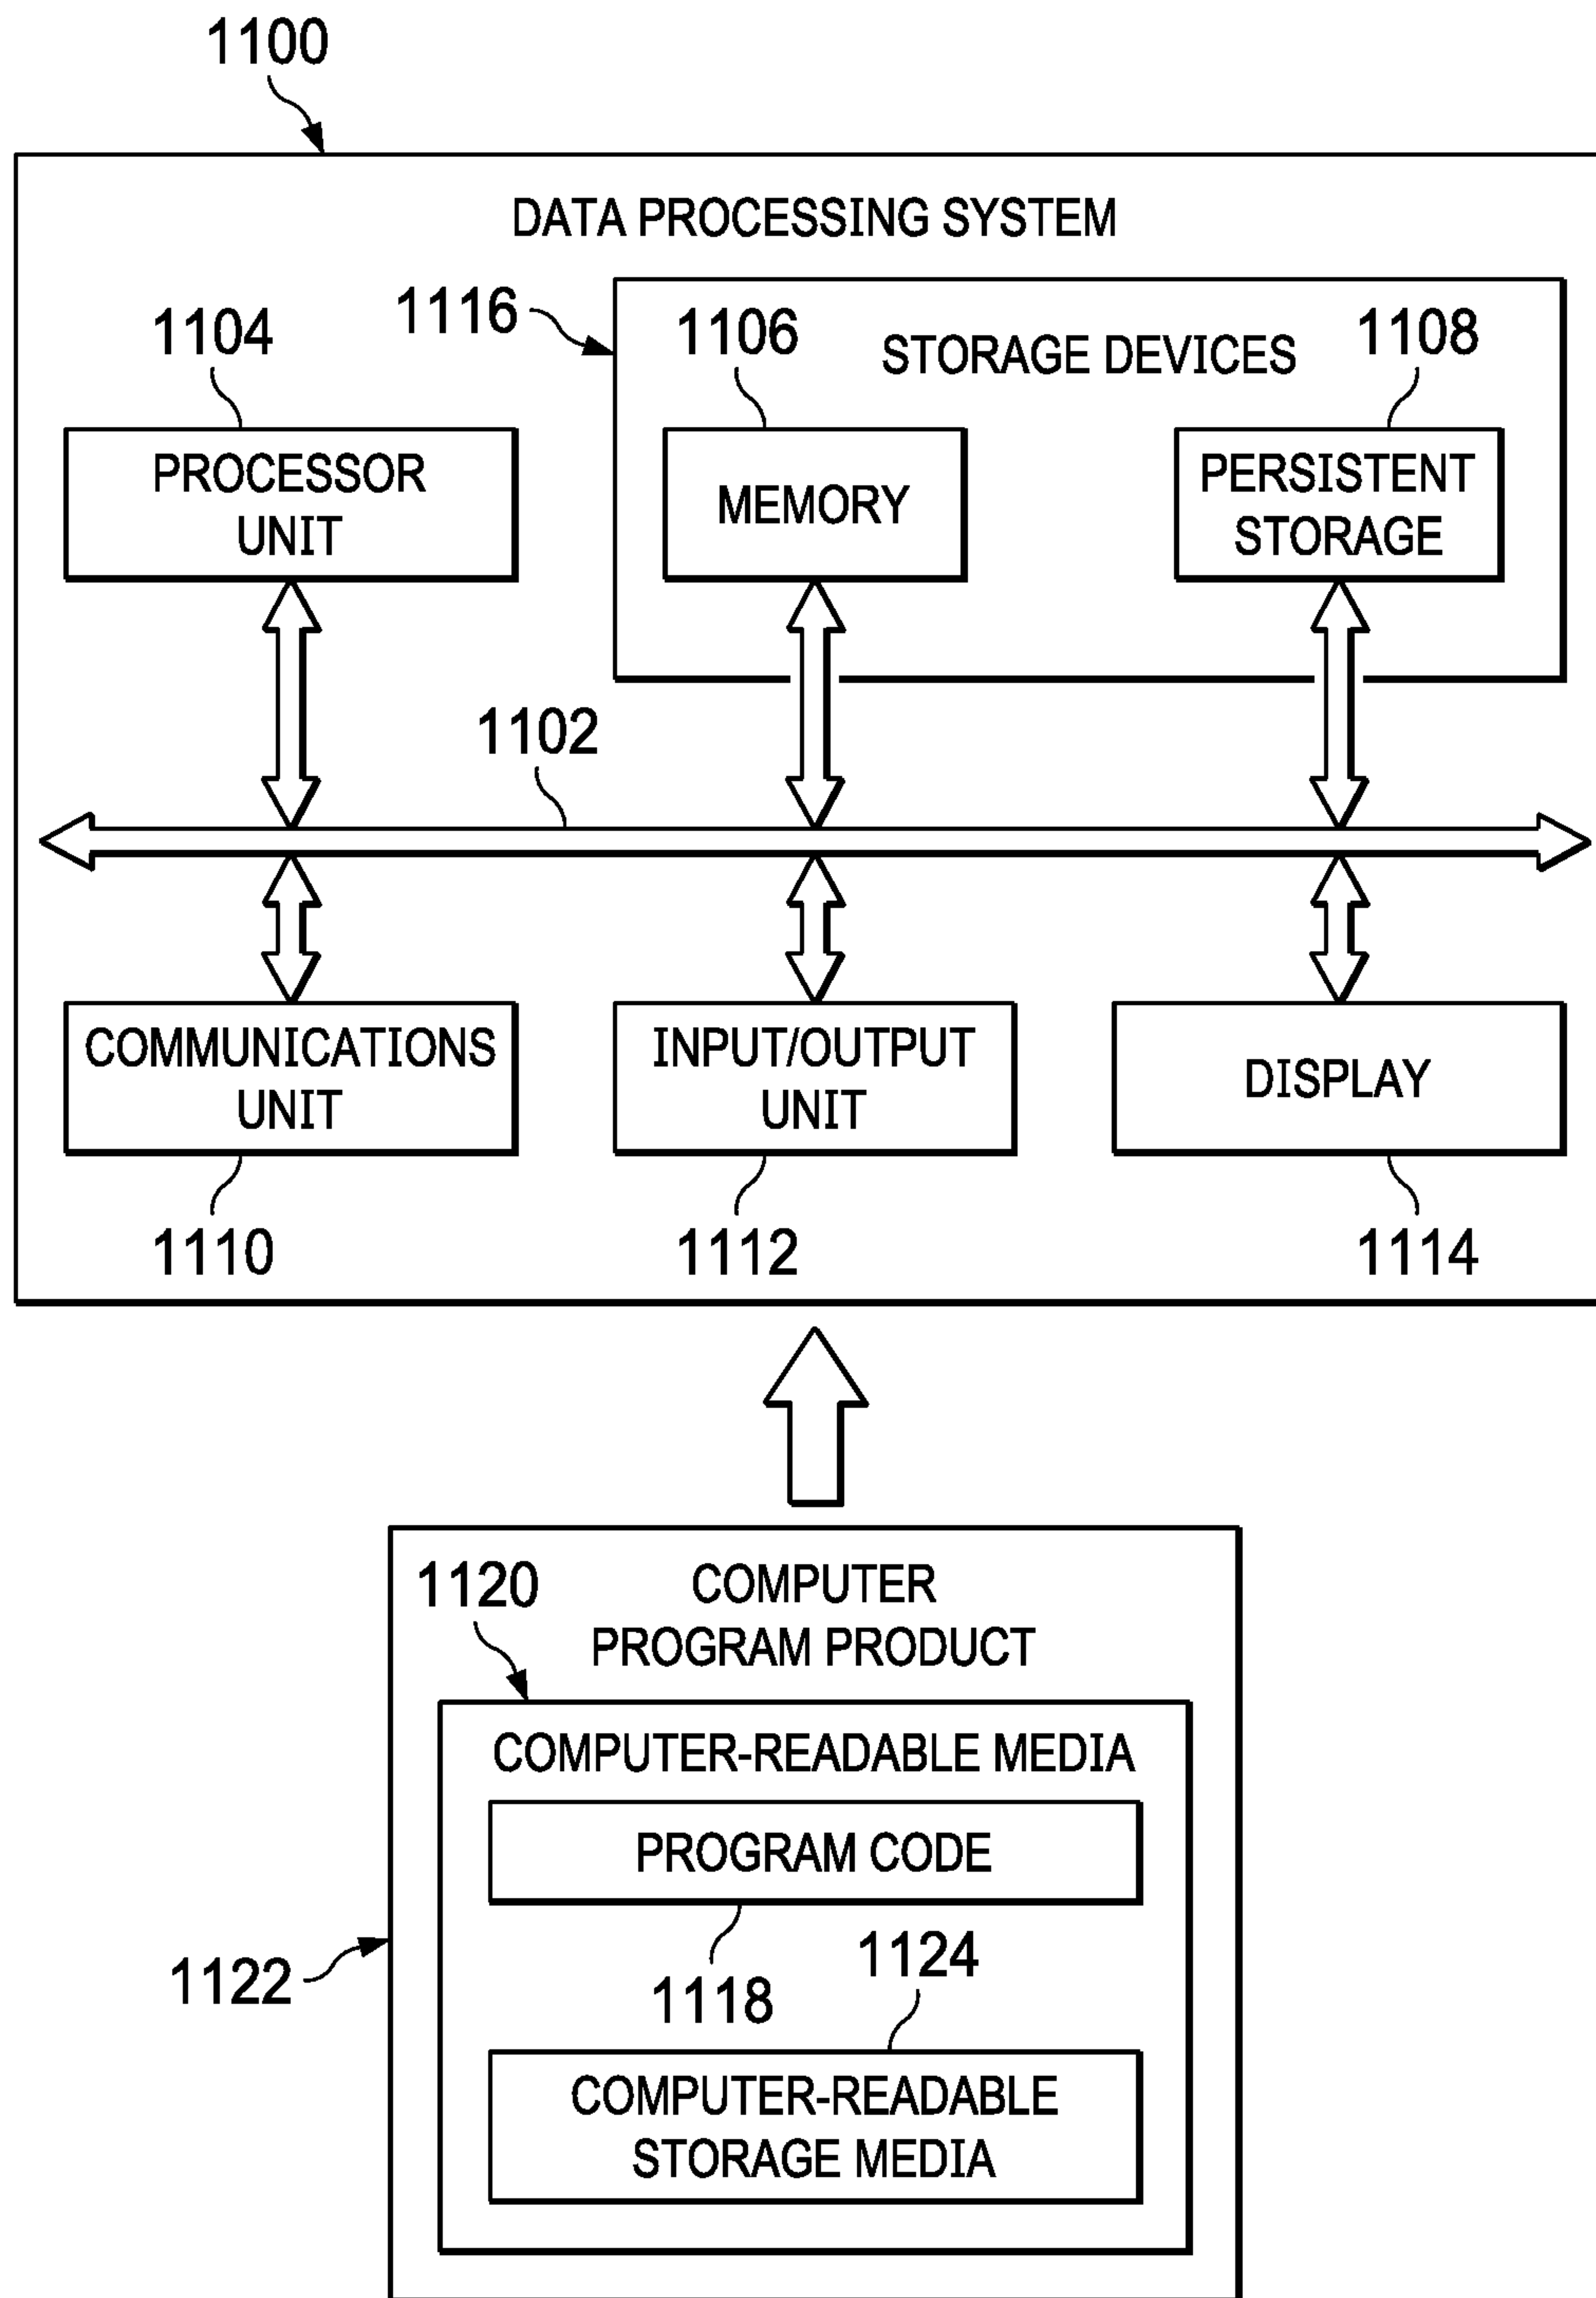 1100
DATA PROCESSING SYSTEM
1116
1104
1106
STORAGE DEVICES
1108
PROCESSOR
UNIT
MEMORY
PERSISTENT
STORAGE
1102
COMMUNICATIONS
UNIT
INPUT/OUTPUT
UNIT
DISPLAY
1110
1112
1114
1120
COMPUTER
PROGRAM PRODUCT
COMPUTER-READABLE MEDIA
PROGRAM CODE
1122
1118
1124
COMPUTER-READABLE
STORAGE MEDIA